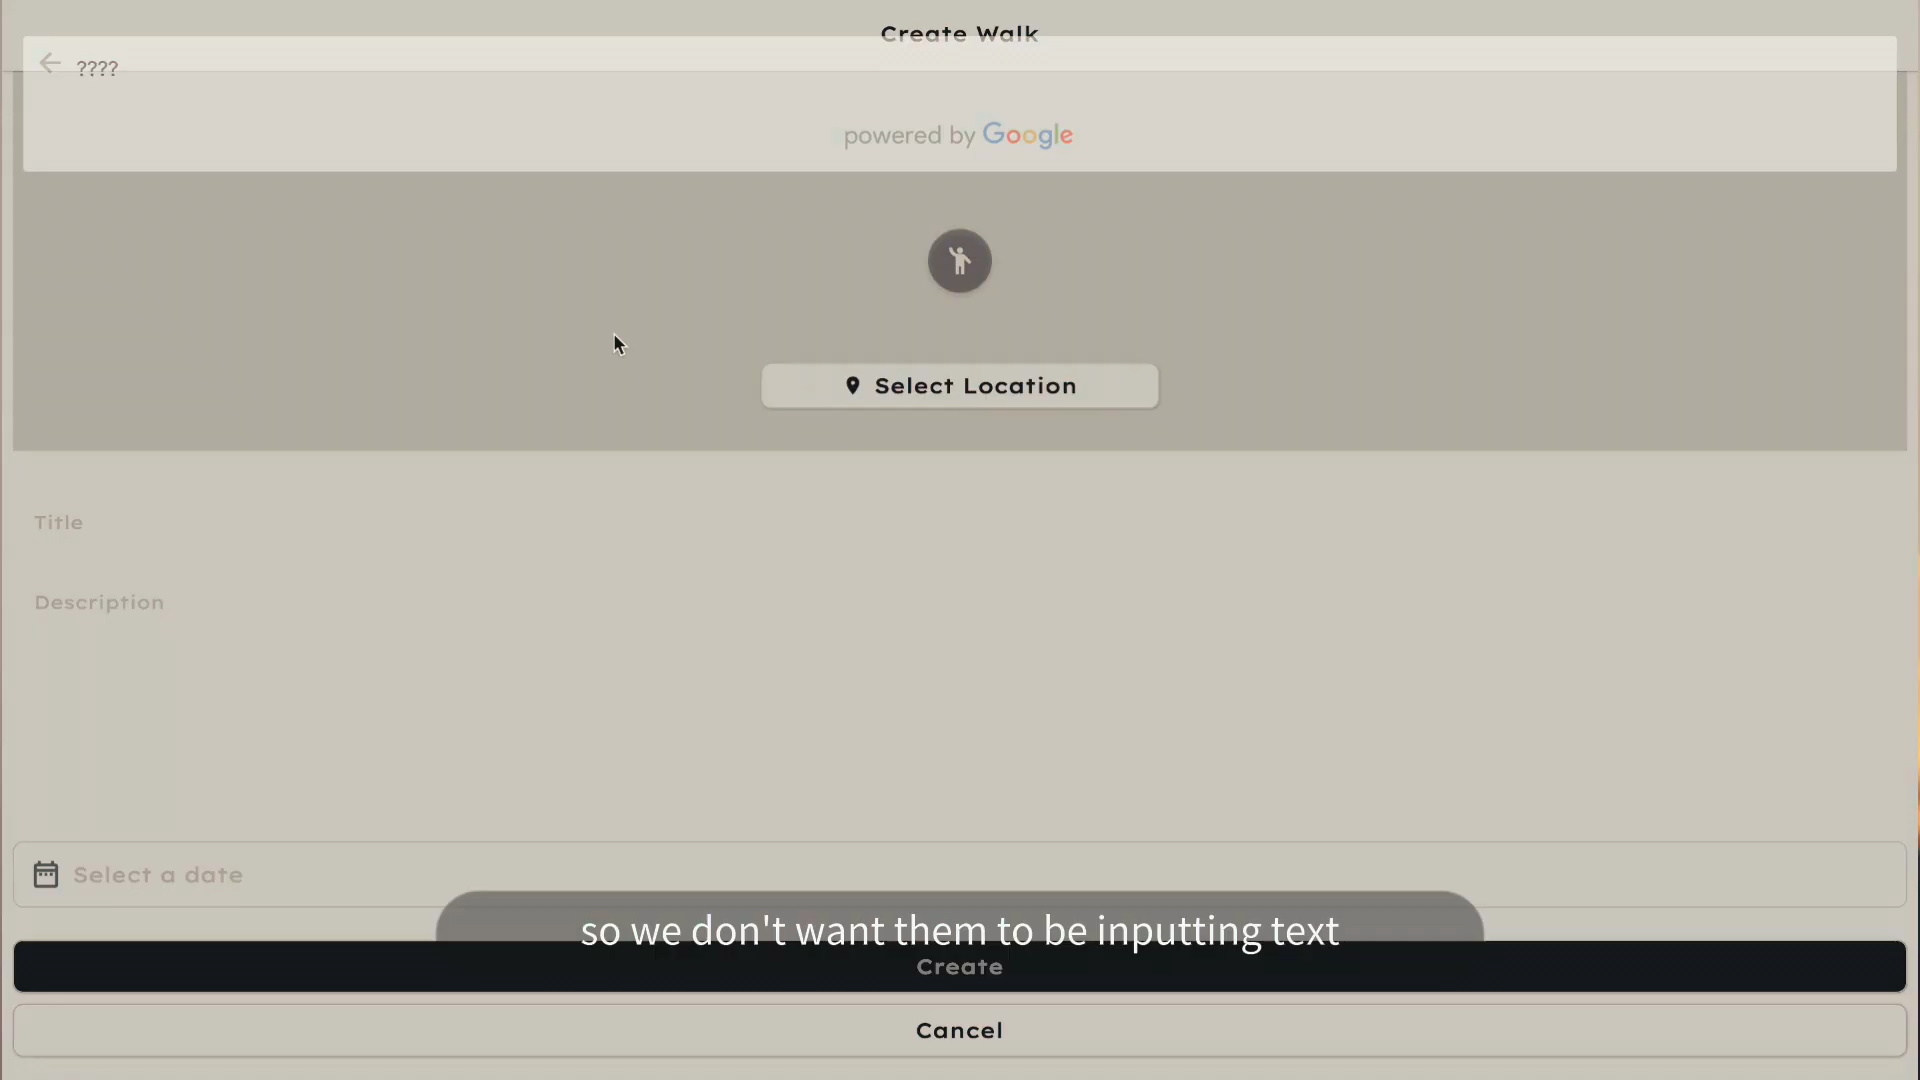 Create Walk
????
powered by Google
Select Location
Title
Description
Select a date
so we don't want them to be inputting text
Create
Cancel